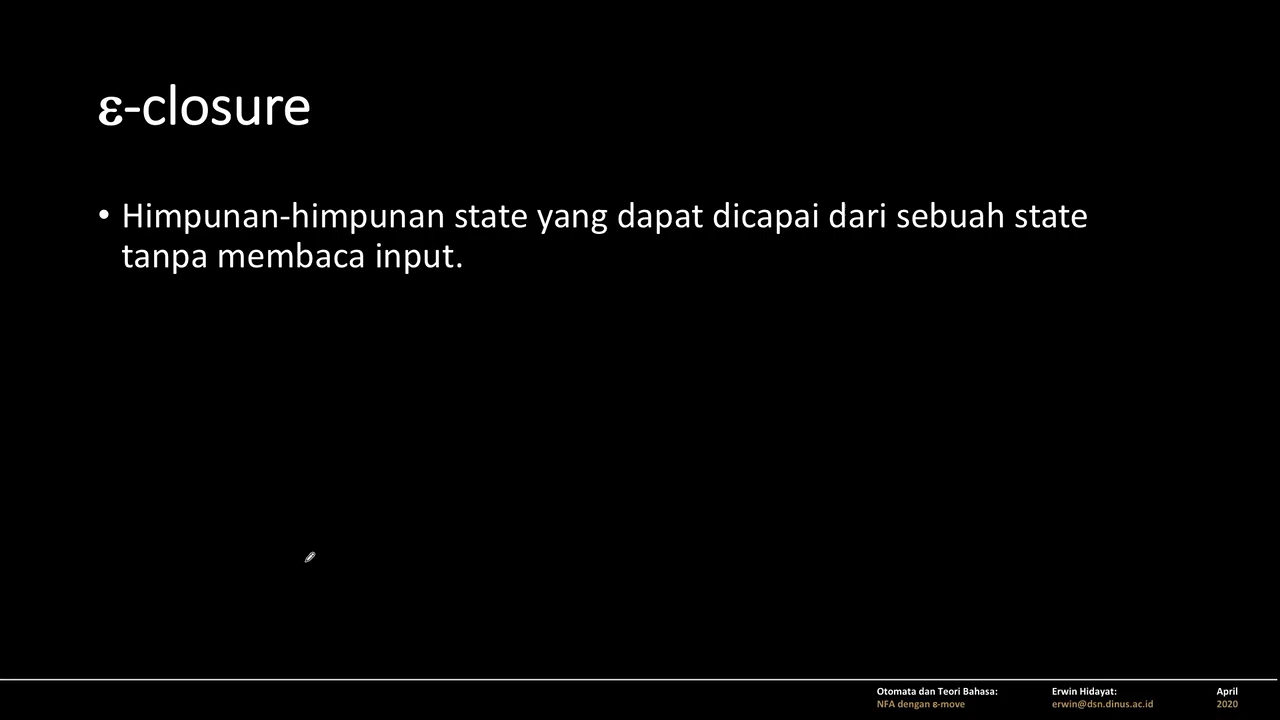 ε-closure
• Himpunan-himpunan state yang dapat dicapai dari sebuah state
tanpa membaca input.
Otomata dan Teori Bahasa:
NFA dengan ε-move
Erwin Hidayat:
erwin@dsn.dinus.ac.id
April
2020